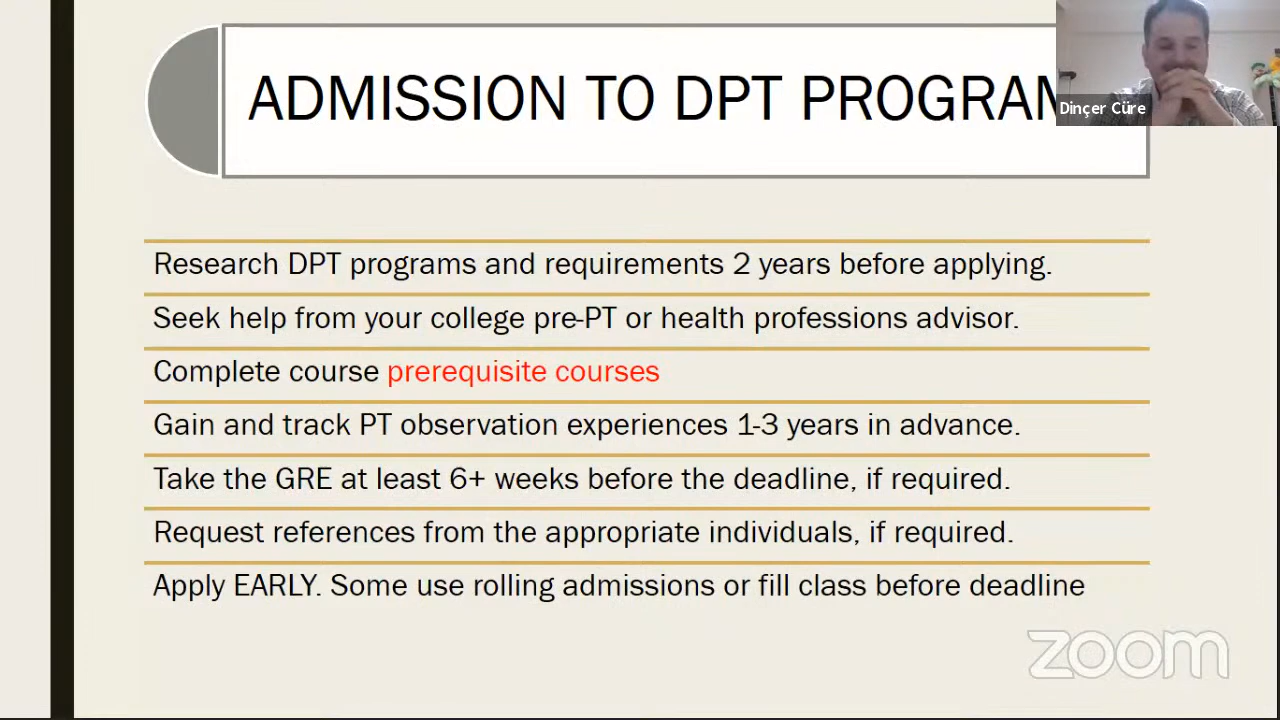 ADMISSION TO DPT PROGRAM
Dinçer Cüre
Research DPT programs and requirements 2 years before applying.
Seek help from your college pre-PT or health professions advisor.
Complete course prerequisite courses
Gain and track PT observation experiences 1-3 years in advance.
Take the GRE at least 6+ weeks before the deadline, if required.
Request references from the appropriate individuals, if required.
Apply EARLY. Some use rolling admissions or fill class before deadline
zoom